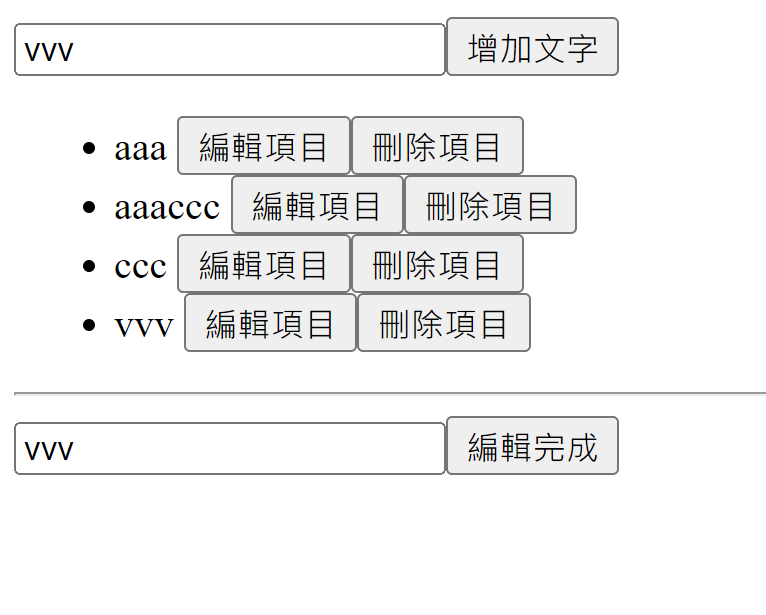 vvv 增加文字
aaa 編輯項目 刪除項目
aaaccc 編輯項目 刪除項目
ccc 編輯項目 刪除項目
vvv 編輯項目 刪除項目
vvv 編輯完成